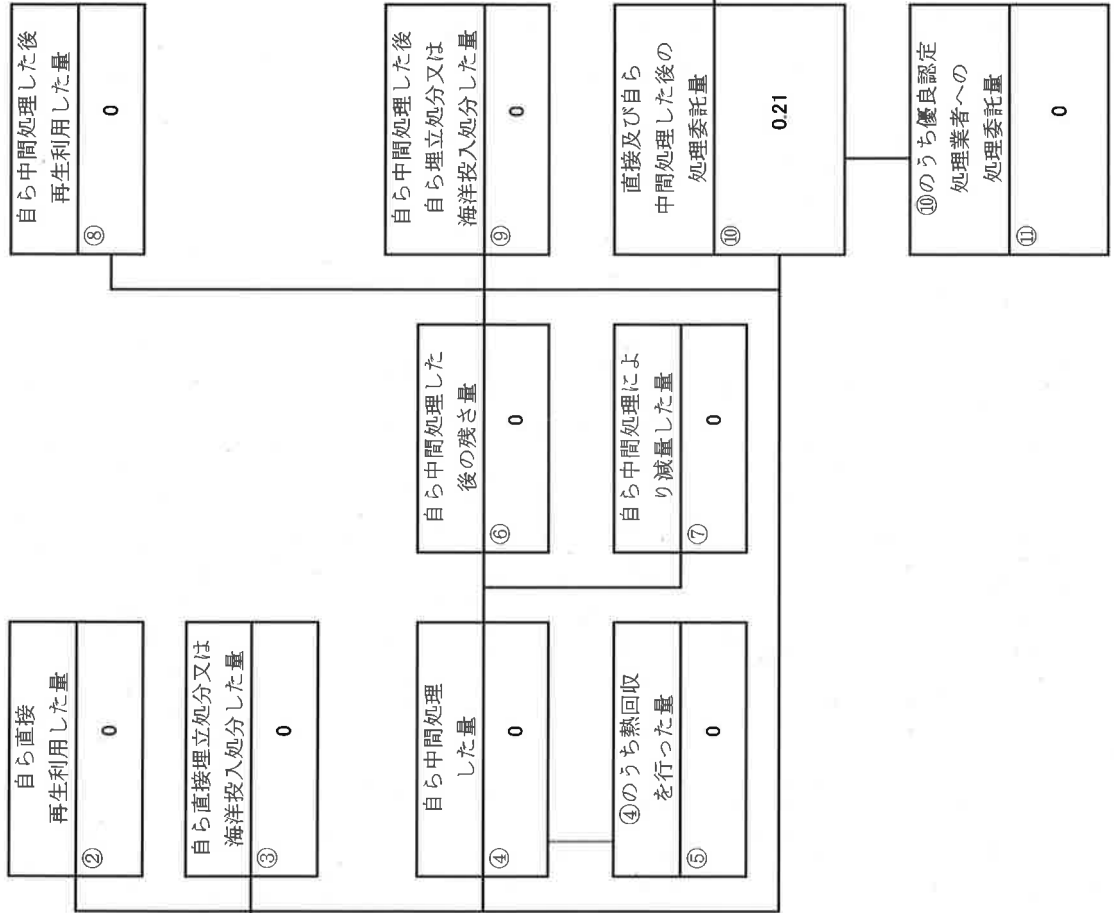 自ら直接
再生利用した量
②
0
自ら直接埋立処分又は
海洋投入処分した量
③
0
自ら中間処理
した量
④
0
④のうち熱回収
を行った量
⑤
0
自ら中間処理した
後の残さ量
⑥
0
自ら中間処理によ
り減量した量
⑦
0
自ら中間処理した後
再生利用した量
⑧
0
自ら中間処理した後
自ら埋立処分又は
海洋投入処分した量
⑨
0
直接及び自ら
中間処理した後の
処理委託量
⑩
0.21
⑩のうち優良認定
処理業者への
処理委託量
⑪
0